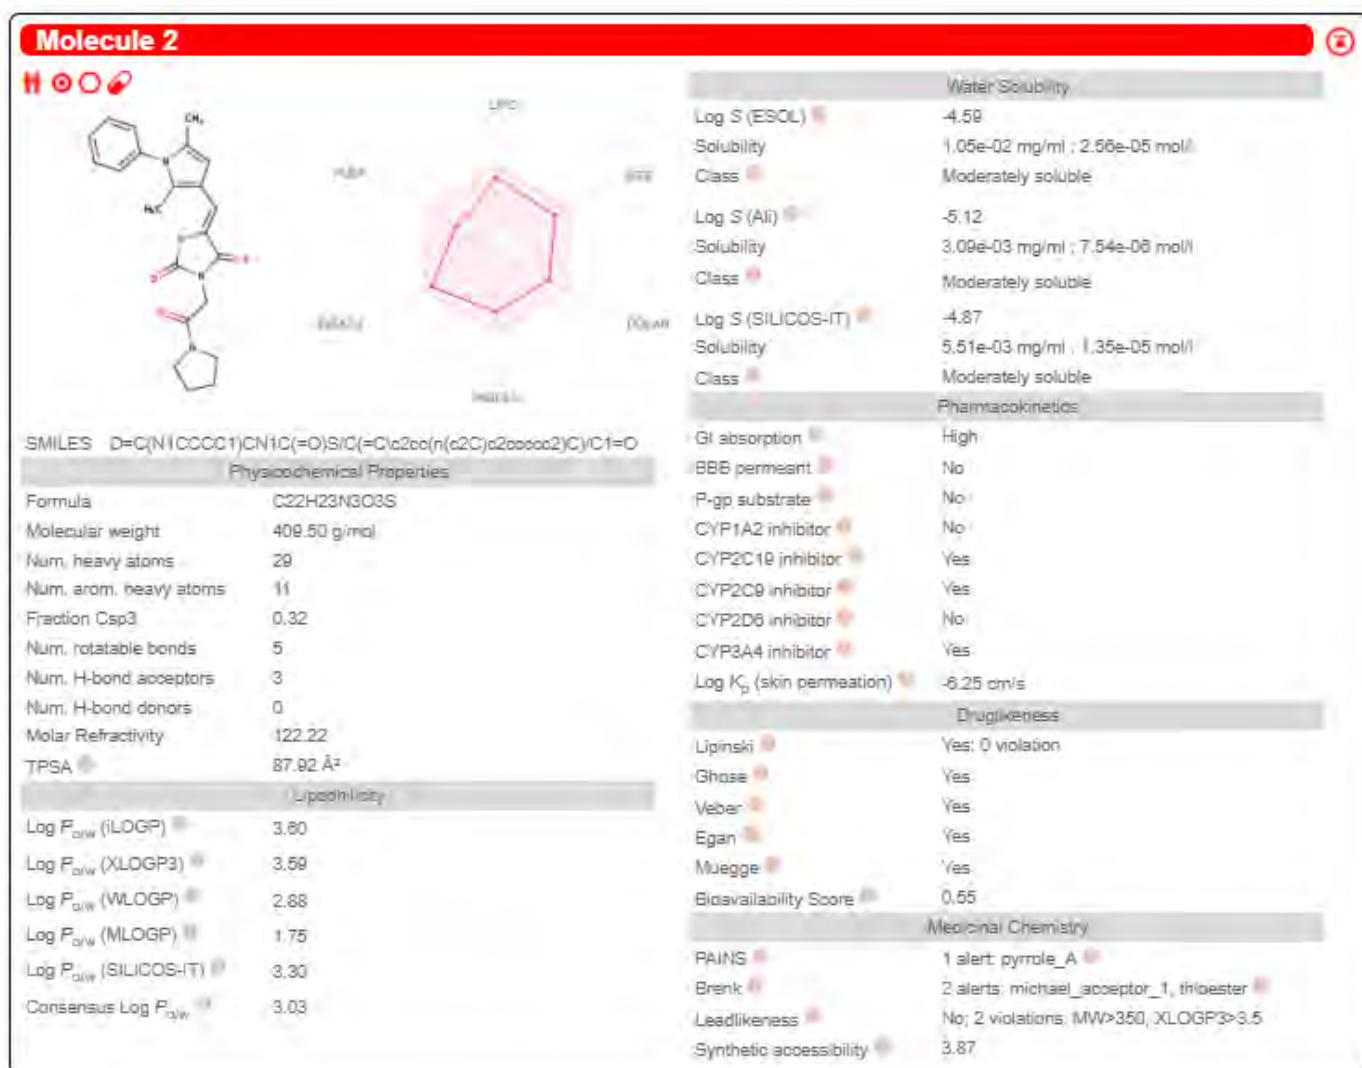 Molecule 2
CH₃
N
H₃C
N
N
LIPO
SIZE
POLAR
INSOLU
INSATU
FLEX
SMILES O=C(N1CCCC1)CN1C(=O)S/C(=C\c2cc(n(c2C)c2ccccc2)C)/C1=O
Physicochemical Properties
Formula C22H23N3O3S
Molecular weight 409.50 g/mol
Num. heavy atoms 29
Num. arom. heavy atoms 11
Fraction Csp3 0.32
Num. rotatable bonds 5
Num. H-bond acceptors 3
Num. H-bond donors 0
Molar Refractivity 122.22
TPSA 87.92 Å²
Lipophilicity
Log Po/w (iLOGP) 3.60
Log Po/w (XLOGP3) 3.59
Log Po/w (WLOGP) 2.88
Log Po/w (MLOGP) 1.75
Log Po/w (SILICOS-IT) 3.30
Consensus Log Po/w 3.03
Water Solubility
Log S (ESOL) -4.59
Solubility 1.05e-02 mg/ml ; 2.56e-05 mol/l
Class Moderately soluble
Log S (Ali) -5.12
Solubility 3.09e-03 mg/ml ; 7.54e-06 mol/l
Class Moderately soluble
Log S (SILICOS-IT) -4.87
Solubility 5.51e-03 mg/ml ; 1.35e-05 mol/l
Class Moderately soluble
Pharmacokinetics
GI absorption High
BBB permeant No
P-gp substrate No
CYP1A2 inhibitor No
CYP2C19 inhibitor Yes
CYP2C9 inhibitor Yes
CYP2D6 inhibitor No
CYP3A4 inhibitor Yes
Log Kp (skin permeation) -6.25 cm/s
Druglikeness
Lipinski Yes; 0 violation
Ghose Yes
Veber Yes
Egan Yes
Muegge Yes
Bioavailability Score 0.55
Medicinal Chemistry
PAINS 1 alert: pyrrole_A
Brenk 2 alerts: michael_acceptor_1, thioester
Leadlikeness No; 2 violations: MW>350, XLOGP3>3.5
Synthetic accessibility 3.87